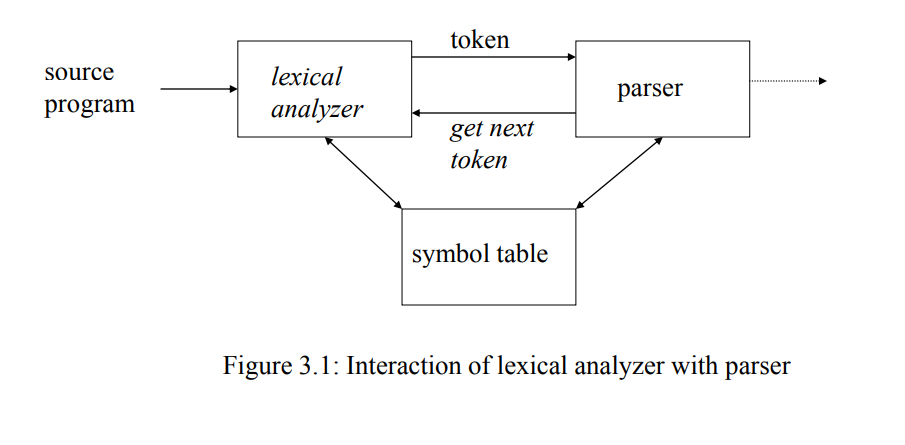 token
source
program
lexical
analyzer
parser
get next
token
symbol table
Figure 3.1: Interaction of lexical analyzer with parser